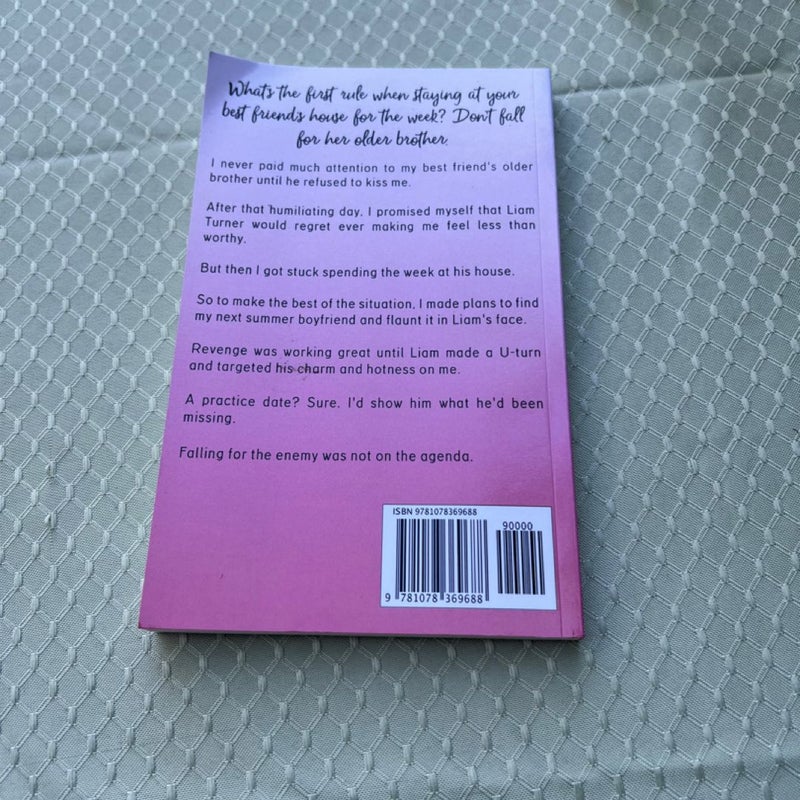 What's the first rule when staying at your
best friend's house for the week? Don't fall
for her older brother.
I never paid much attention to my best friend's older
brother until he refused to kiss me.
After that humiliating day, I promised myself that Liam
Turner would regret ever making me feel less than
worthy.
But then I got stuck spending the week at his house.
So to make the best of the situation, I made plans to find
my next summer boyfriend and flaunt it in Liam's face.
Revenge was working great until Liam made a U-turn
and targeted his charm and hotness on me.
A practice date? Sure. I'd show him what he'd been
missing.
Falling for the enemy was not on the agenda.
ISBN 9781078369688
90000
9 781078 369688